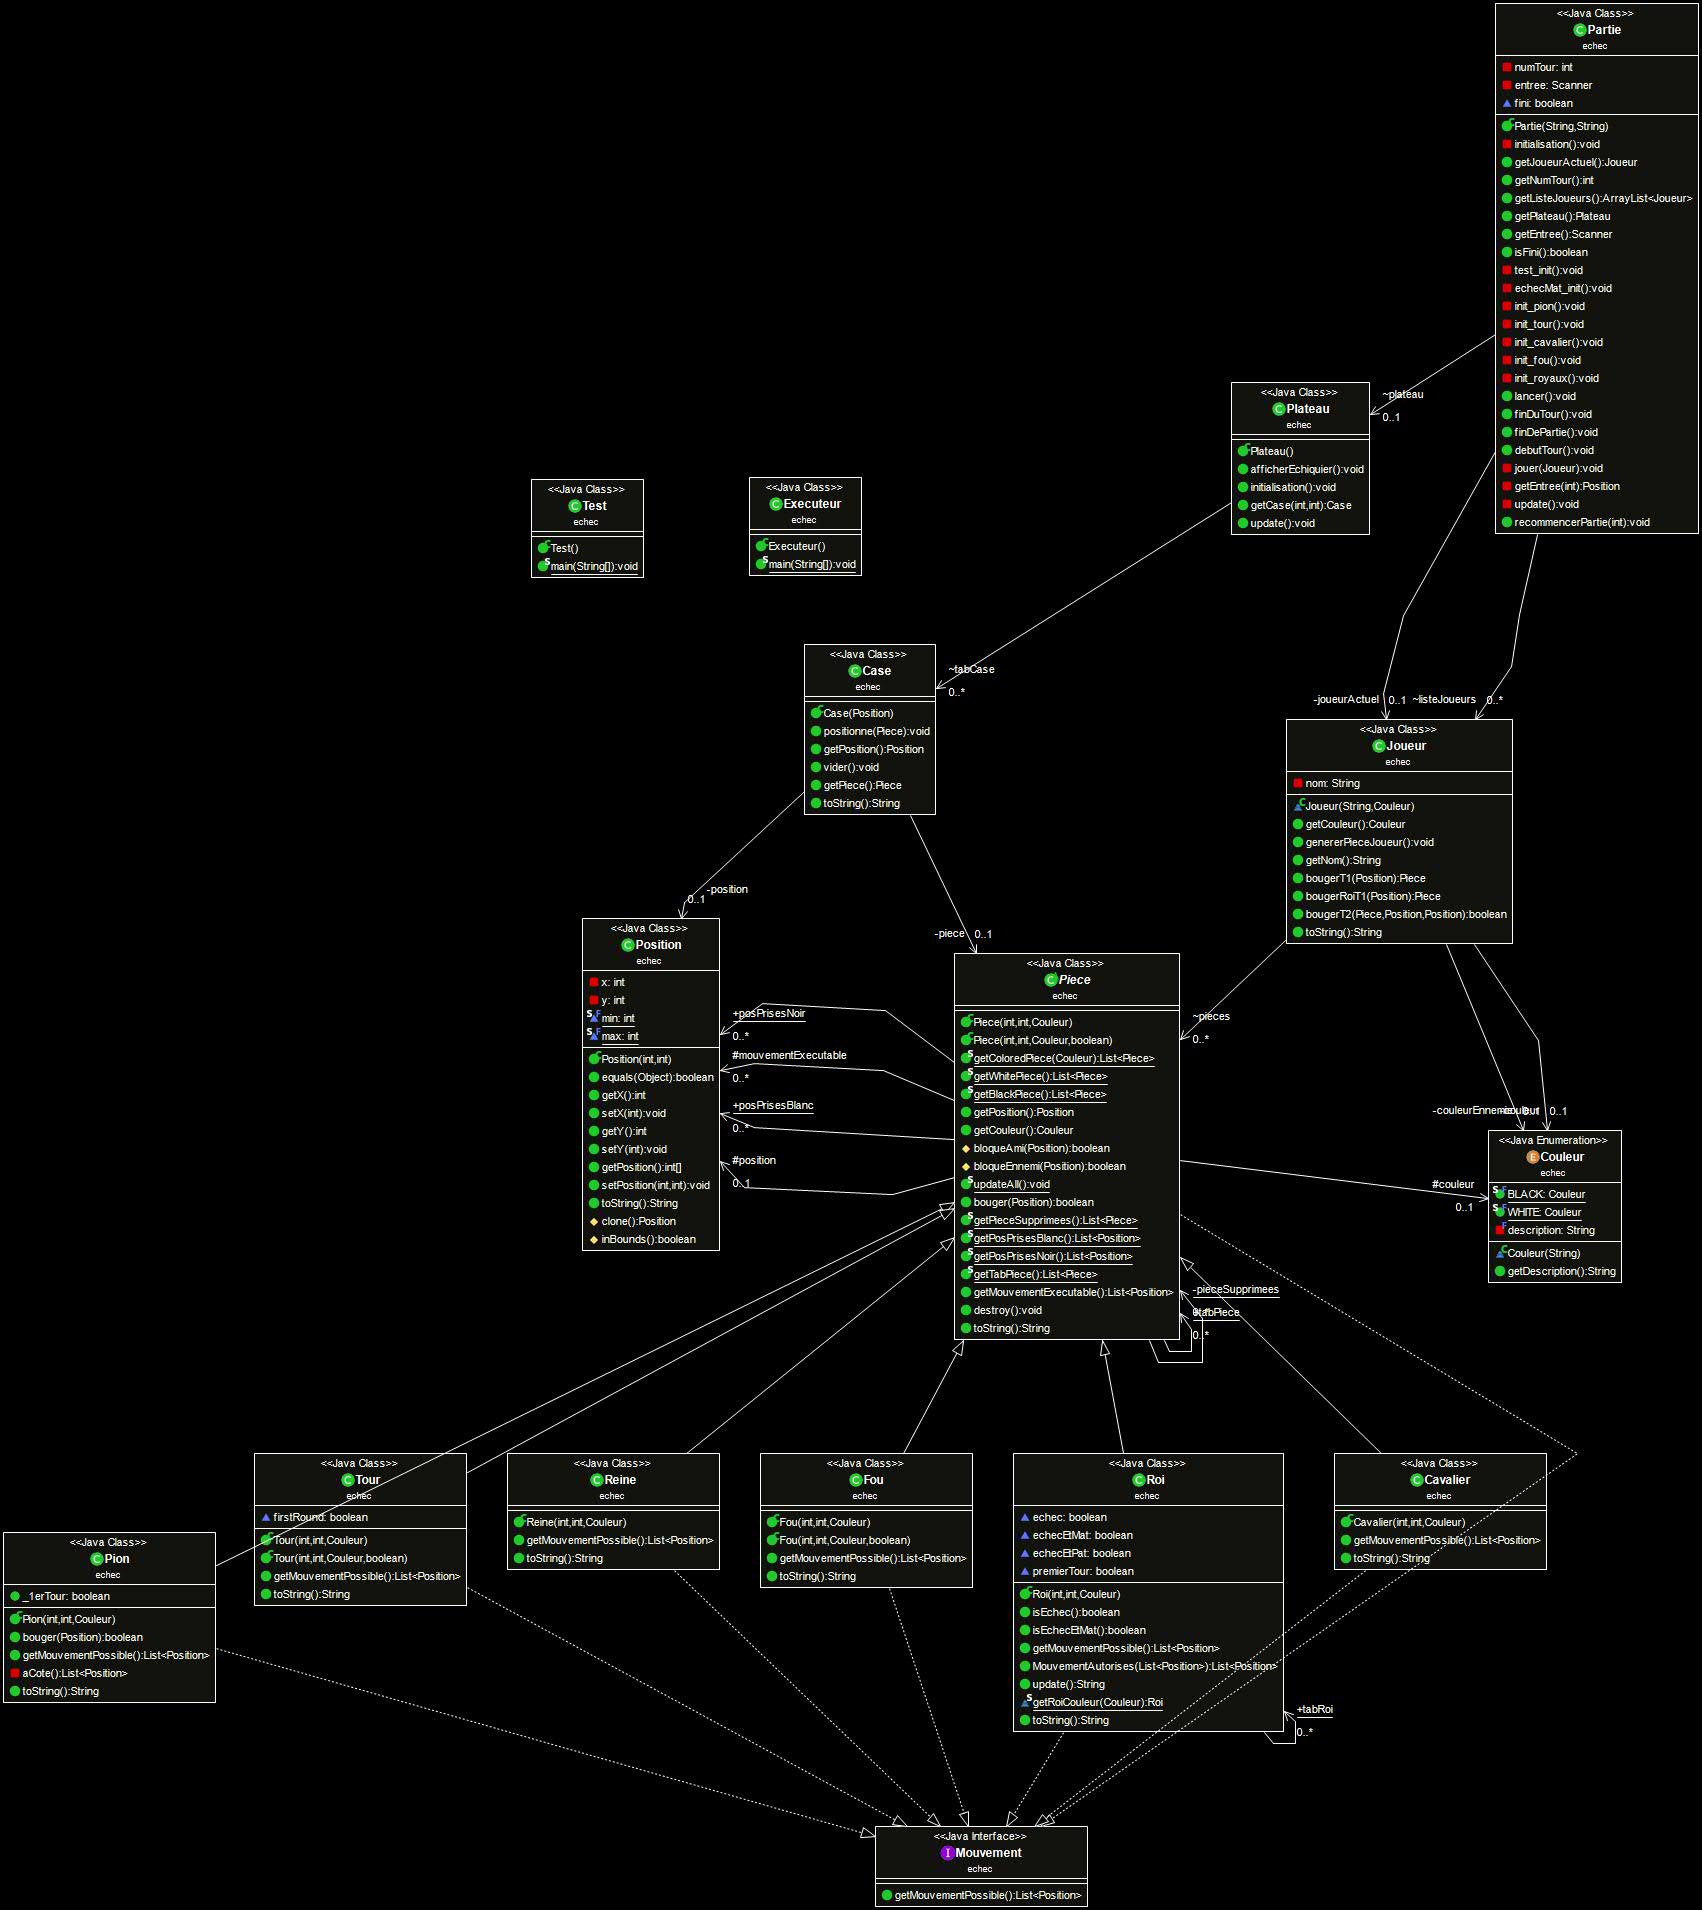 <<Java Class>>
Partie
echec
numTour: int
entree: Scanner
fini: boolean
Partie(String,String)
initialisation():void
getJoueurActuel():Joueur
getNumTour():int
getListeJoueurs():ArrayList<Joueur>
getPlateau():Plateau
getEntree():Scanner
isFini():boolean
test_init():void
echecMat_init():void
init_pion():void
init_tour():void
init_cavalier():void
init_fou():void
init_royaux():void
lancer():void
finDuTour():void
finDePartie():void
debutTour():void
jouer(Joueur):void
getEntree(int):Position
update():void
recommencerPartie(int):void
~plateau
0..1
<<Java Class>>
Plateau
echec
Plateau()
afficherEchiquier():void
initialisation():void
getCase(int,int):Case
update():void
<<Java Class>>
Test
echec
Test()
main(String[]):void
<<Java Class>>
Executeur
echec
Executeur()
main(String[]):void
<<Java Class>>
Case
echec
Case(Position)
positionne(Piece):void
getPosition():Position
vider():void
getPiece():Piece
toString():String
~tabCase
0..*
-joueurActuel
0..1
~listeJoueurs
0..*
<<Java Class>>
Joueur
echec
nom: String
Joueur(String,Couleur)
getCouleur():Couleur
genererPieceJoueur():void
getNom():String
bougerT1(Position):Piece
bougerRoiT1(Position):Piece
bougerT2(Piece,Position,Position):boolean
toString():String
-position
0..1
-piece
0..1
<<Java Class>>
Position
echec
x: int
y: int
min: int
max: int
Position(int,int)
equals(Object):boolean
getX():int
setX(int):void
getY():int
setY(int):void
getPosition():int[]
setPosition(int,int):void
toString():String
clone():Position
inBounds():boolean
+posPrisesNoir
0..*
#mouvementExecutable
0..*
+posPrisesBlanc
0..*
#position
0..1
<<Java Class>>
Piece
echec
Piece(int,int,Couleur)
Piece(int,int,Couleur,boolean)
getColoredPiece(Couleur):List<Piece>
getWhitePiece():List<Piece>
getBlackPiece():List<Piece>
getPosition():Position
getCouleur():Couleur
bloqueAmi(Position):boolean
bloqueEnnemi(Position):boolean
updateAll():void
bouger(Position):boolean
getPieceSupprimees():List<Piece>
getPosPrisesBlanc():List<Position>
getPosPrisesNoir():List<Position>
getTabPiece():List<Piece>
getMouvementExecutable():List<Position>
destroy():void
toString():String
~pieces
0..*
0..1
#couleur
0..1
<<Java Enumeration>>
Couleur
echec
BLACK: Couleur
WHITE: Couleur
description: String
Couleur(String)
getDescription():String
-pieceSupprimees
0..*
<<Java Class>>
Pion
echec
_1erTour: boolean
Pion(int,int,Couleur)
bouger(Position):boolean
getMouvementPossible():List<Position>
aCote():List<Position>
toString():String
<<Java Class>>
Tour
echec
firstRound: boolean
Tour(int,int,Couleur)
Tour(int,int,Couleur,boolean)
getMouvementPossible():List<Position>
toString():String
<<Java Class>>
Reine
echec
Reine(int,int,Couleur)
getMouvementPossible():List<Position>
toString():String
<<Java Class>>
Fou
echec
Fou(int,int,Couleur)
Fou(int,int,Couleur,boolean)
getMouvementPossible():List<Position>
toString():String
<<Java Class>>
Roi
echec
echec: boolean
echecEtMat: boolean
echecEtPat: boolean
premierTour: boolean
Roi(int,int,Couleur)
isEchec():boolean
isEchecEtMat():boolean
getMouvementPossible():List<Position>
MouvementAutorises(List<Position>):List<Position>
update():String
getRoiCouleur(Couleur):Roi
toString():String
+tabRoi
0..*
<<Java Class>>
Cavalier
echec
Cavalier(int,int,Couleur)
getMouvementPossible():List<Position>
toString():String
<<Java Interface>>
Mouvement
echec
getMouvementPossible():List<Position>